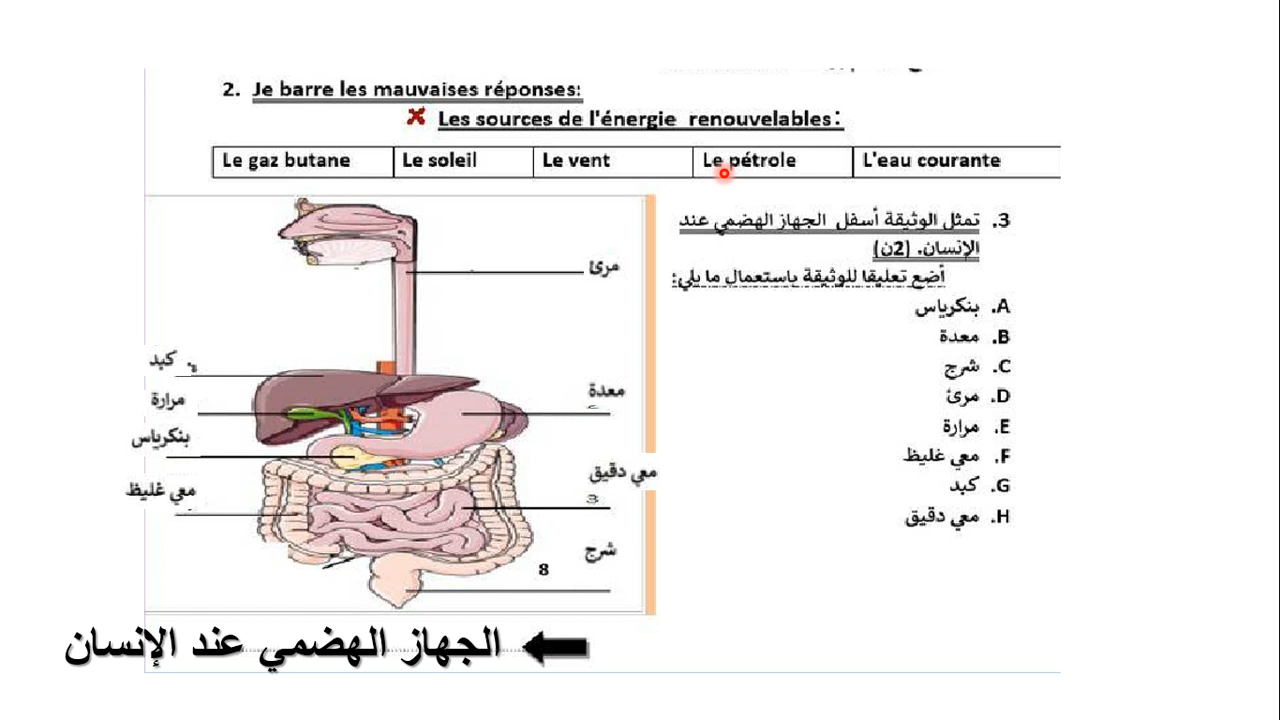 2. Je barre les mauvaises réponses:
Les sources de l'énergie renouvelables:
Le gaz butane Le soleil Le vent Le pétrole L'eau courante
3. تمثل الوثيقة أسفل الجهاز الهضمي عند
الإنسان. (2ن)
أضع تعليقا للوثيقة باستعمال ما يلي:
A. بنكرياس
B. معدة
C. شرج
D. مرئ
E. مرارة
F. معي غليظ
G. كبد
H. معي دقيق
مرئ
كبد
معدة
مرارة
بنكرياس
معي دقيق
معي غليظ
3
شرج
8
الجهاز الهضمي عند الإنسان